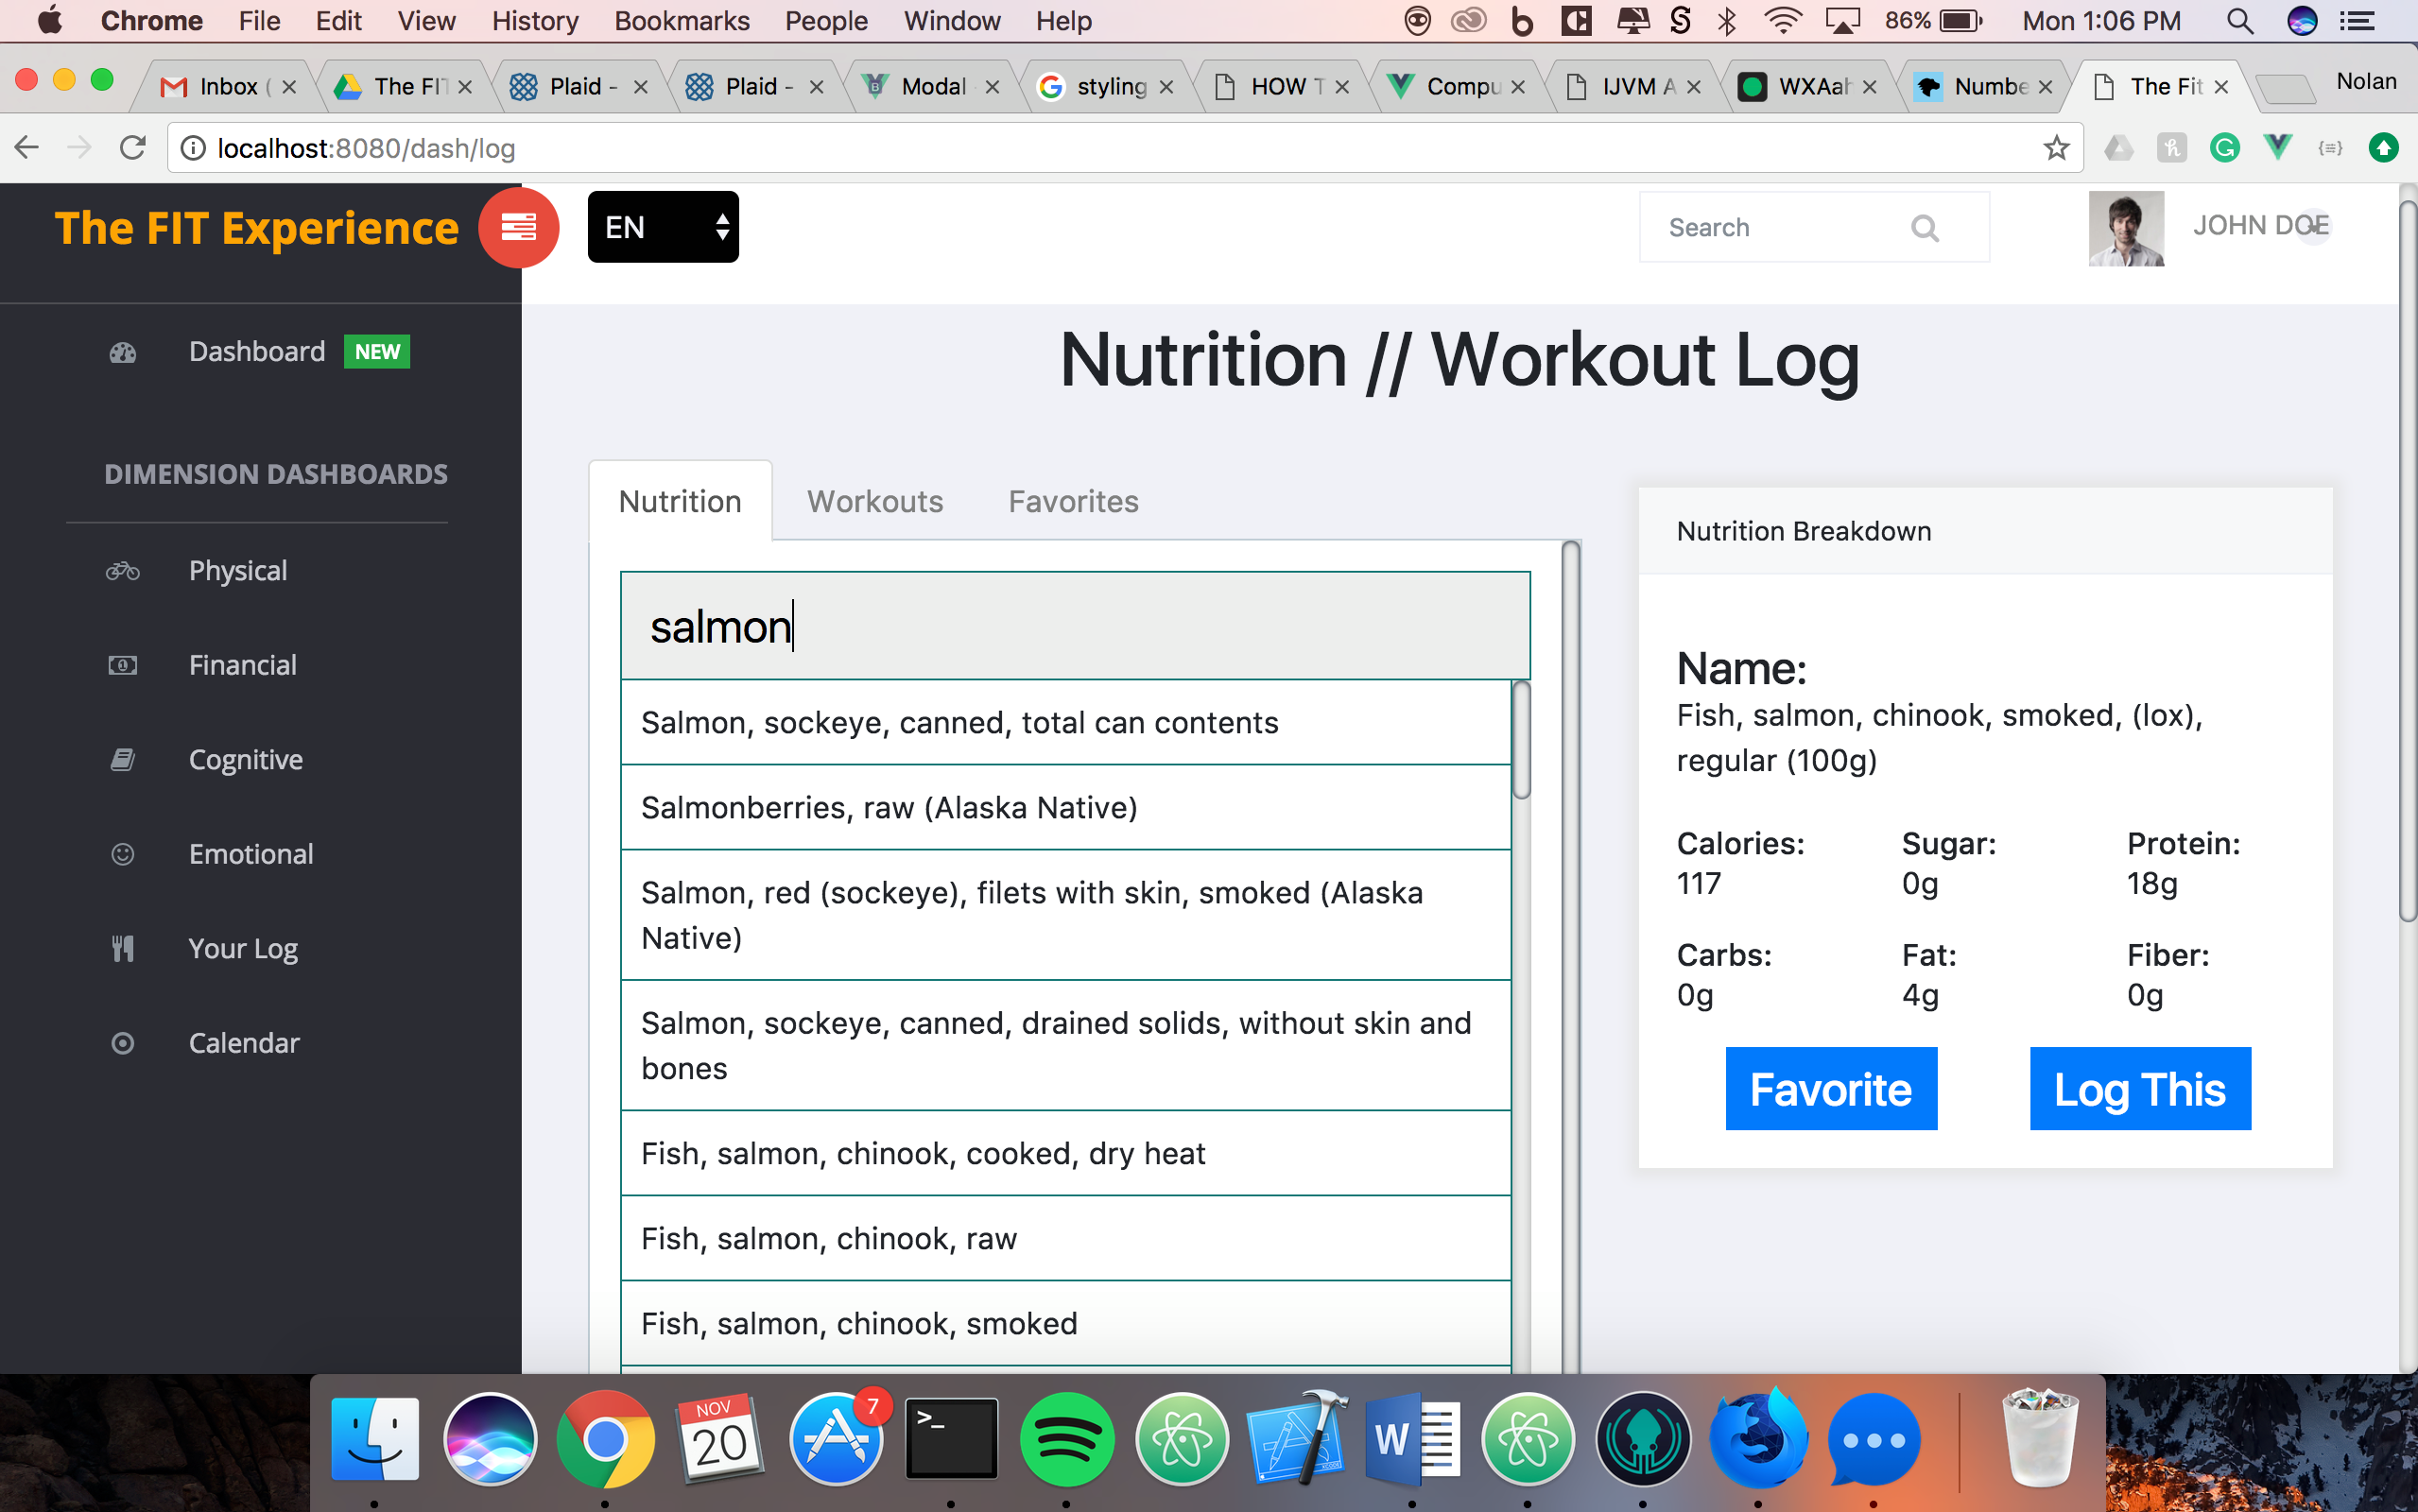 Chrome File Edit View History Bookmarks People Window Help 86% Mon 1:06 PM
Inbox ( The FIT Plaid - Plaid - Modal styling HOW T Compu IJVM A WXAah Numbe The Fit Nolan
localhost:8080/dash/log
The FIT Experience
EN
Search
JOHN DOE
Dashboard NEW
DIMENSION DASHBOARDS
Physical
Financial
Cognitive
Emotional
Your Log
Calendar
Nutrition // Workout Log
Nutrition Workouts Favorites
salmon
Salmon, sockeye, canned, total can contents
Salmonberries, raw (Alaska Native)
Salmon, red (sockeye), filets with skin, smoked (Alaska
Native)
Salmon, sockeye, canned, drained solids, without skin and
bones
Fish, salmon, chinook, cooked, dry heat
Fish, salmon, chinook, raw
Fish, salmon, chinook, smoked
Nutrition Breakdown
Name:
Fish, salmon, chinook, smoked, (lox),
regular (100g)
Calories: Sugar: Protein:
117 0g 18g
Carbs: Fat: Fiber:
0g 4g 0g
Favorite Log This
NOV
20
7
>_
W